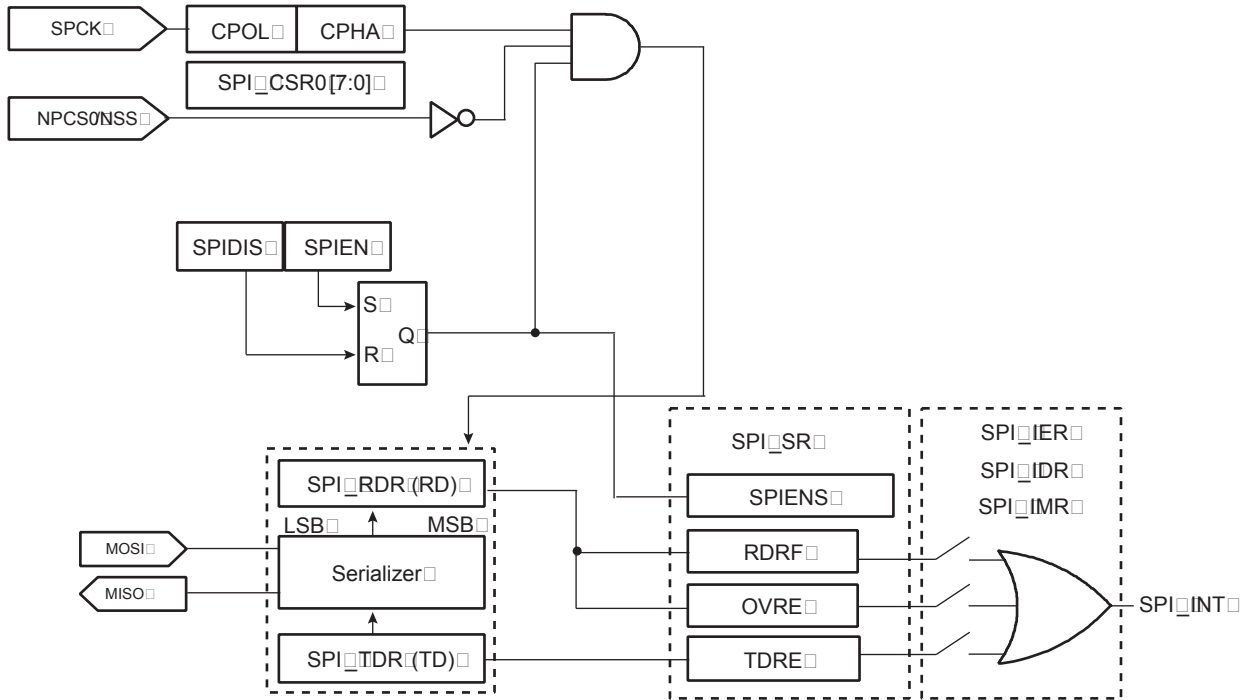 SPCK
CPOL
CPHA
SPI_CSR0 [7:0]
NPCS0/NSS
SPIDIS
SPIEN
S
Q
R
SPI_SR
SPI_IER
SPI_IDR
SPI_IMR
SPI_RDR (RD)
SPIENS
LSB
MSB
MOSI
Serializer
MISO
RDRF
OVRE
SPI_INT
SPI_TDR (TD)
TDRE